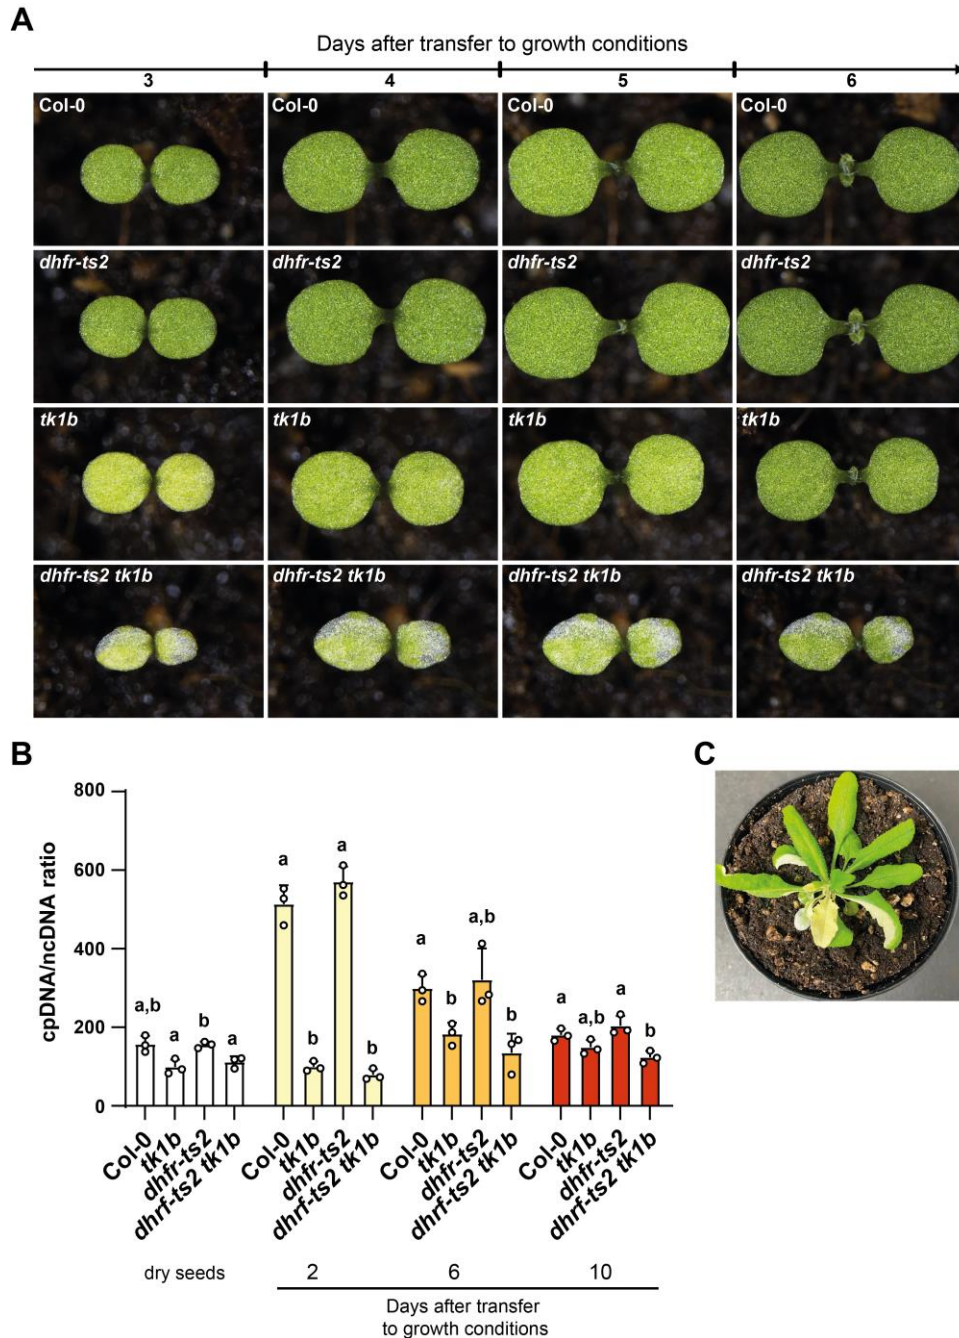 A
Days after transfer to growth conditions
3 4 5 6
Col-0 Col-0 Col-0 Col-0
dhfr-ts2 dhfr-ts2 dhfr-ts2 dhfr-ts2
tk1b tk1b tk1b tk1b
dhfr-ts2 tk1b dhfr-ts2 tk1b dhfr-ts2 tk1b dhfr-ts2 tk1b
B
cpDNA/ncDNA ratio
800
600
400
200
0
a,b a b a
a b a b
a b a,b b
a a,b a b
Col-0 tk1b dhfr-ts2 dhrf-ts2 tk1b
Col-0 tk1b dhfr-ts2 dhrf-ts2 tk1b
Col-0 tk1b dhfr-ts2 dhrf-ts2 tk1b
Col-0 tk1b dhfr-ts2 dhrf-ts2 tk1b
dry seeds 2 6 10
Days after transfer
to growth conditions
C